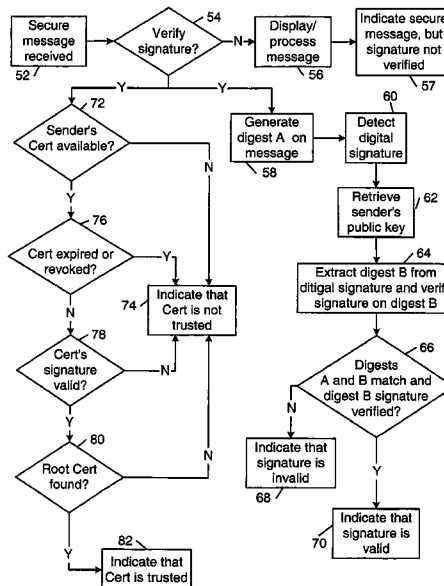 Secure
message
received
52
Verify
signature?
54
N
Display/
process
message
56
Indicate secure
message, but
signature not
verified
57
Y
Y
72
Sender's
Cert available?
N
Y
Generate
digest A on
message
58
60
Detect
digital
signature
62
Retrieve
sender's
public key
64
Extract digest B from
ditigal signature and verif
signature on digest B
76
Cert expired or
revoked?
Y
N
74
Indicate that
Cert is not
trusted
78
Cert's
signature
valid?
N
Y
66
Digests
A and B match and
digest B signature
verified?
N
Y
Indicate that
signature is
invalid
68
80
Root Cert
found?
N
Y
70
Indicate that
signature is
valid
82
Indicate that
Cert is trusted